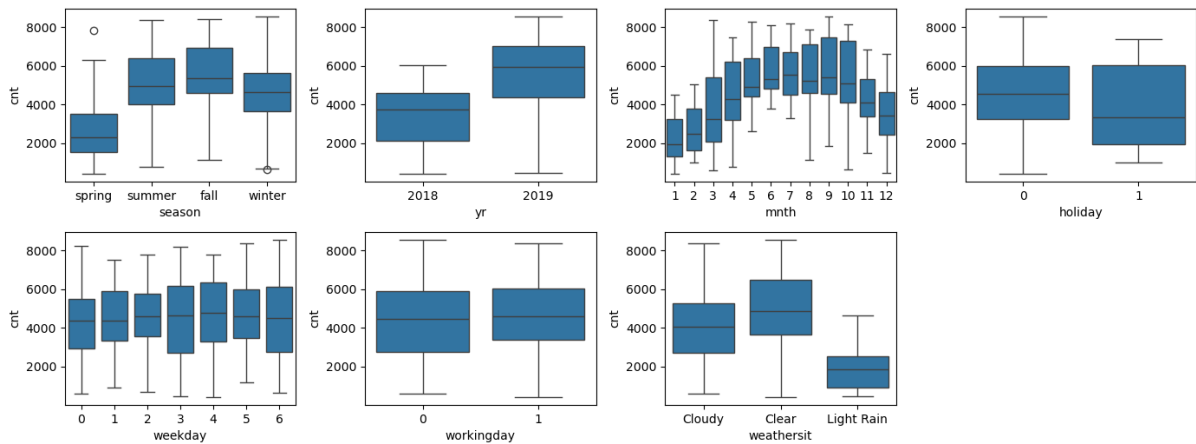 cnt
8000
6000
4000
2000
spring summer fall winter
season
cnt
8000
6000
4000
2000
2018 2019
yr
cnt
8000
6000
4000
2000
1 2 3 4 5 6 7 8 9 10 11 12
mnth
cnt
8000
6000
4000
2000
0 1
holiday
cnt
8000
6000
4000
2000
0 1 2 3 4 5 6
weekday
cnt
8000
6000
4000
2000
0 1
workingday
cnt
8000
6000
4000
2000
Cloudy Clear Light Rain
weathersit